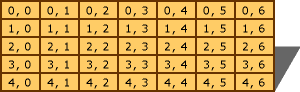 0, 0 0, 1 0, 2 0, 3 0, 4 0, 5 0, 6
1, 0 1, 1 1, 2 1, 3 1, 4 1, 5 1, 6
2, 0 2, 1 2, 2 2, 3 2, 4 2, 5 2, 6
3, 0 3, 1 3, 2 3, 3 3, 4 3, 5 3, 6
4, 0 4, 1 4, 2 4, 3 4, 4 4, 5 4, 6